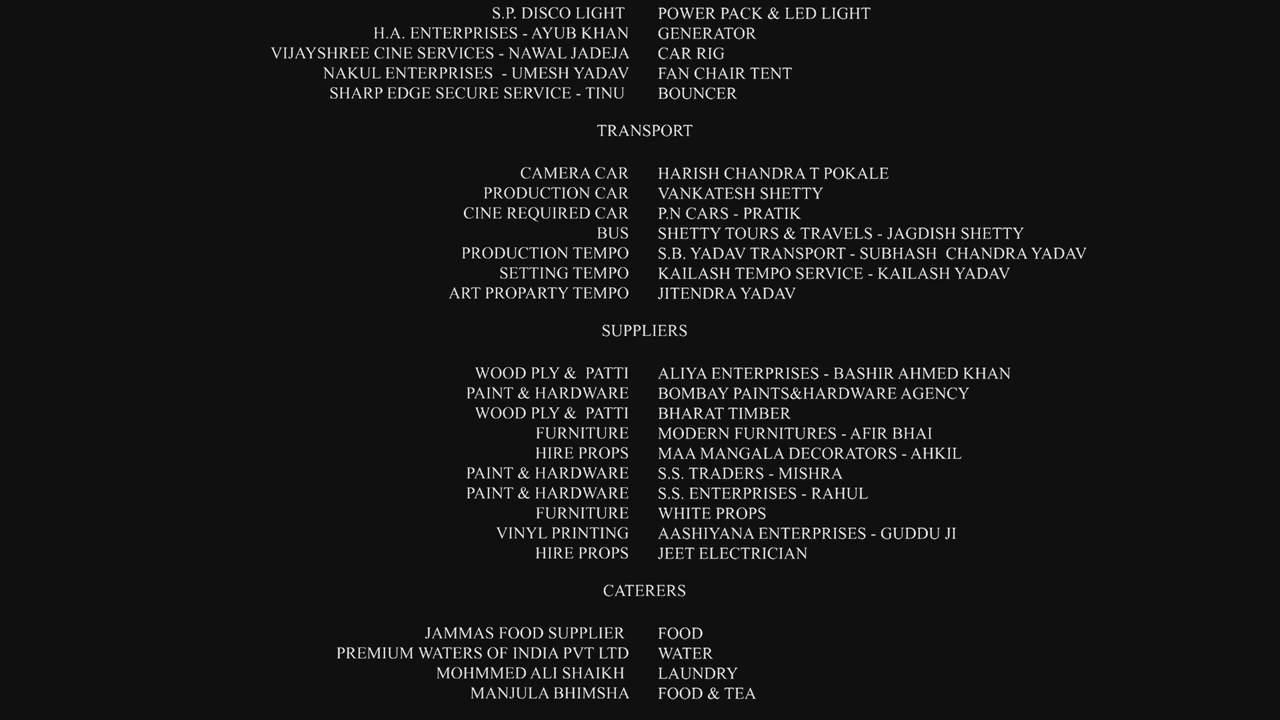 S.P. DISCO LIGHT POWER PACK & LED LIGHT
H.A. ENTERPRISES - AYUB KHAN GENERATOR
VIJAYSHREE CINE SERVICES - NAWAL JADEJA CAR RIG
NAKUL ENTERPRISES - UMESH YADAV FAN CHAIR TENT
SHARP EDGE SECURE SERVICE - TINU BOUNCER
TRANSPORT
CAMERA CAR HARISH CHANDRA T POKALE
PRODUCTION CAR VANKATESH SHETTY
CINE REQUIRED CAR P.N CARS - PRATIK
BUS SHETTY TOURS & TRAVELS - JAGDISH SHETTY
PRODUCTION TEMPO S.B. YADAV TRANSPORT - SUBHASH CHANDRA YADAV
SETTING TEMPO KAILASH TEMPO SERVICE - KAILASH YADAV
ART PROPARTY TEMPO JITENDRA YADAV
SUPPLIERS
WOOD PLY & PATTI ALIYA ENTERPRISES - BASHIR AHMED KHAN
PAINT & HARDWARE BOMBAY PAINTS&HARDWARE AGENCY
WOOD PLY & PATTI BHARAT TIMBER
FURNITURE MODERN FURNITURES - AFIR BHAI
HIRE PROPS MAA MANGALA DECORATORS - AHKIL
PAINT & HARDWARE S.S. TRADERS - MISHRA
PAINT & HARDWARE S.S. ENTERPRISES - RAHUL
FURNITURE WHITE PROPS
VINYL PRINTING AASHIYANA ENTERPRISES - GUDDU JI
HIRE PROPS JEET ELECTRICIAN
CATERERS
JAMMAS FOOD SUPPLIER FOOD
PREMIUM WATERS OF INDIA PVT LTD WATER
MOHMMED ALI SHAIKH LAUNDRY
MANJULA BHIMSHA FOOD & TEA